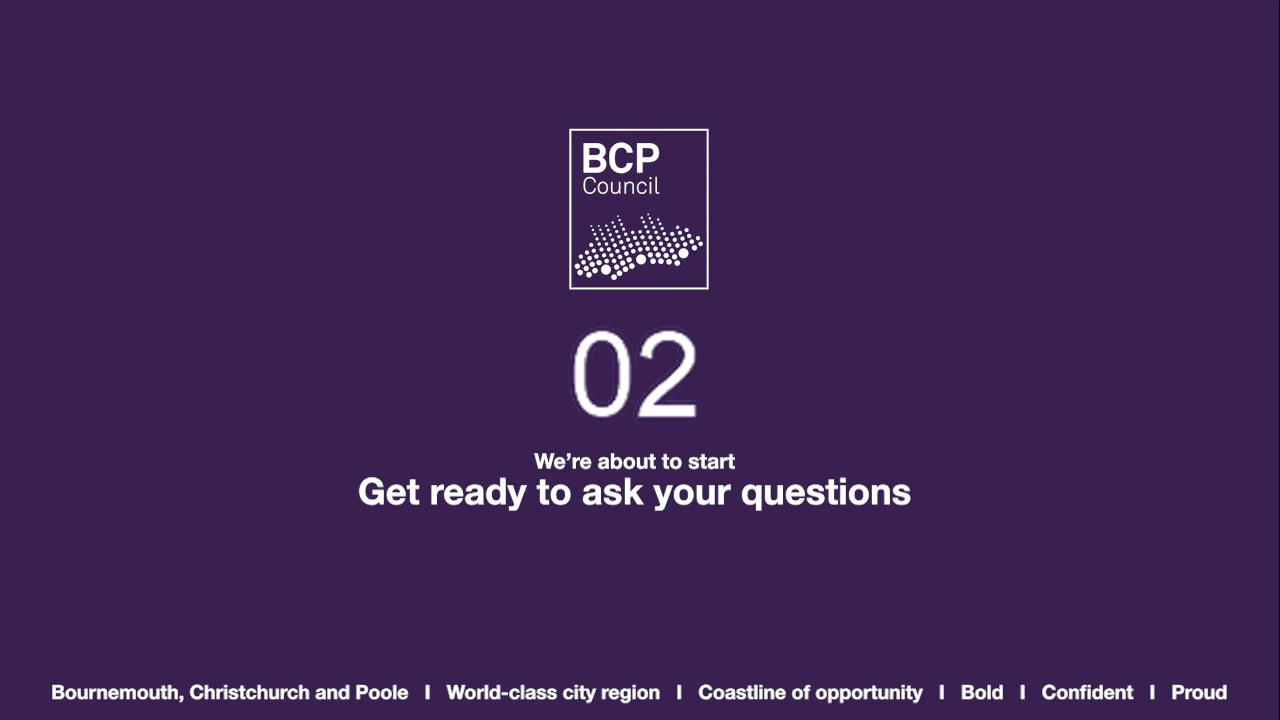 BCP
Council
02
We’re about to start
Get ready to ask your questions
Bournemouth, Christchurch and Poole I World-class city region I Coastline of opportunity I Bold I Confident I Proud